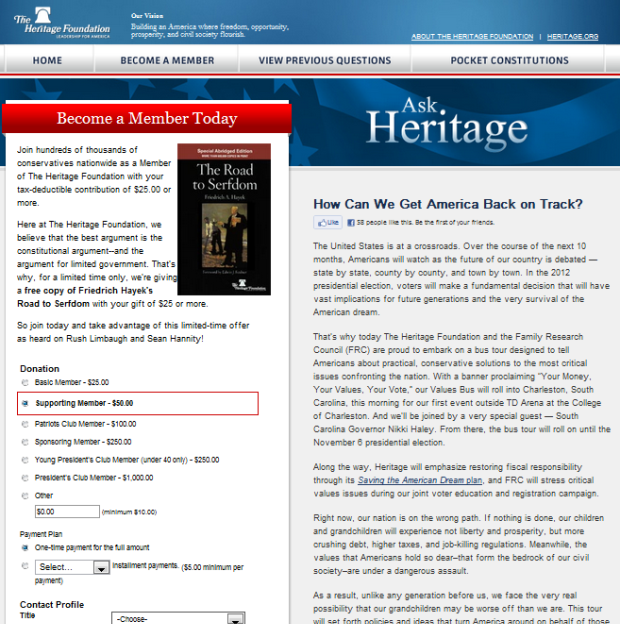 The
Heritage Foundation
LEADERSHIP FOR AMERICA
Our Vision
Building an America where freedom, opportunity,
prosperity, and civil society flourish.
ABOUT THE HERITAGE FOUNDATION | HERITAGE.ORG
HOME
BECOME A MEMBER
VIEW PREVIOUS QUESTIONS
POCKET CONSTITUTIONS
Become a Member Today
Join hundreds of thousands of
conservatives nationwide as a Member
of The Heritage Foundation with your
tax-deductible contribution of $25.00 or
more.
Here at The Heritage Foundation, we
believe that the best argument is the
constitutional argument—and the
argument for limited government. That's
why, for a limited time only, we're giving
a free copy of Friedrich Hayek's
Road to Serfdom with your gift of $25 or more.
So join today and take advantage of this limited-time offer
as heard on Rush Limbaugh and Sean Hannity!
Special Abridged Edition
The Road
to Serfdom
Friedrich A. Hayek
Heritage Foundation
Donation
Basic Member - $25.00
Supporting Member - $50.00
Patriots Club Member - $100.00
Sponsoring Member - $250.00
Young President's Club Member (under 40 only) - $250.00
President's Club Member - $1,000.00
Other
$0.00 (minimum $10.00)
Payment Plan
One-time payment for the full amount
Select... installment payments. ($5.00 minimum per
payment)
Contact Profile
Title
-Choose-
Ask
Heritage
How Can We Get America Back on Track?
Like 58 people like this. Be the first of your friends.
The United States is at a crossroads. Over the course of the next 10
months, Americans will watch as the future of our country is debated —
state by state, county by county, and town by town. In the 2012
presidential election, voters will make a fundamental decision that will have
vast implications for future generations and the very survival of the
American dream.
That's why today The Heritage Foundation and the Family Research
Council (FRC) are proud to embark on a bus tour designed to tell
Americans about practical, conservative solutions to the most critical
issues confronting the nation. With a banner proclaiming "Your Money,
Your Values, Your Vote," our Values Bus will roll into Charleston, South
Carolina, this morning for our first event outside TD Arena at the College
of Charleston. And we'll be joined by a very special guest — South
Carolina Governor Nikki Haley. From there, the bus tour will roll on until the
November 6 presidential election.
Along the way, Heritage will emphasize restoring fiscal responsibility
through its Saving the American Dream plan, and FRC will stress critical
values issues during our joint voter education and registration campaign.
Right now, our nation is on the wrong path. If nothing is done, our children
and grandchildren will experience not liberty and prosperity, but more
crushing debt, higher taxes, and job-killing regulations. Meanwhile, the
values that Americans hold so dear—that form the bedrock of our civil
society—are under a dangerous assault.
As a result, unlike any generation before us, we face the very real
possibility that our grandchildren may be worse off than we are. This tour
will set forth policies and ideas that turn America around on behalf of those